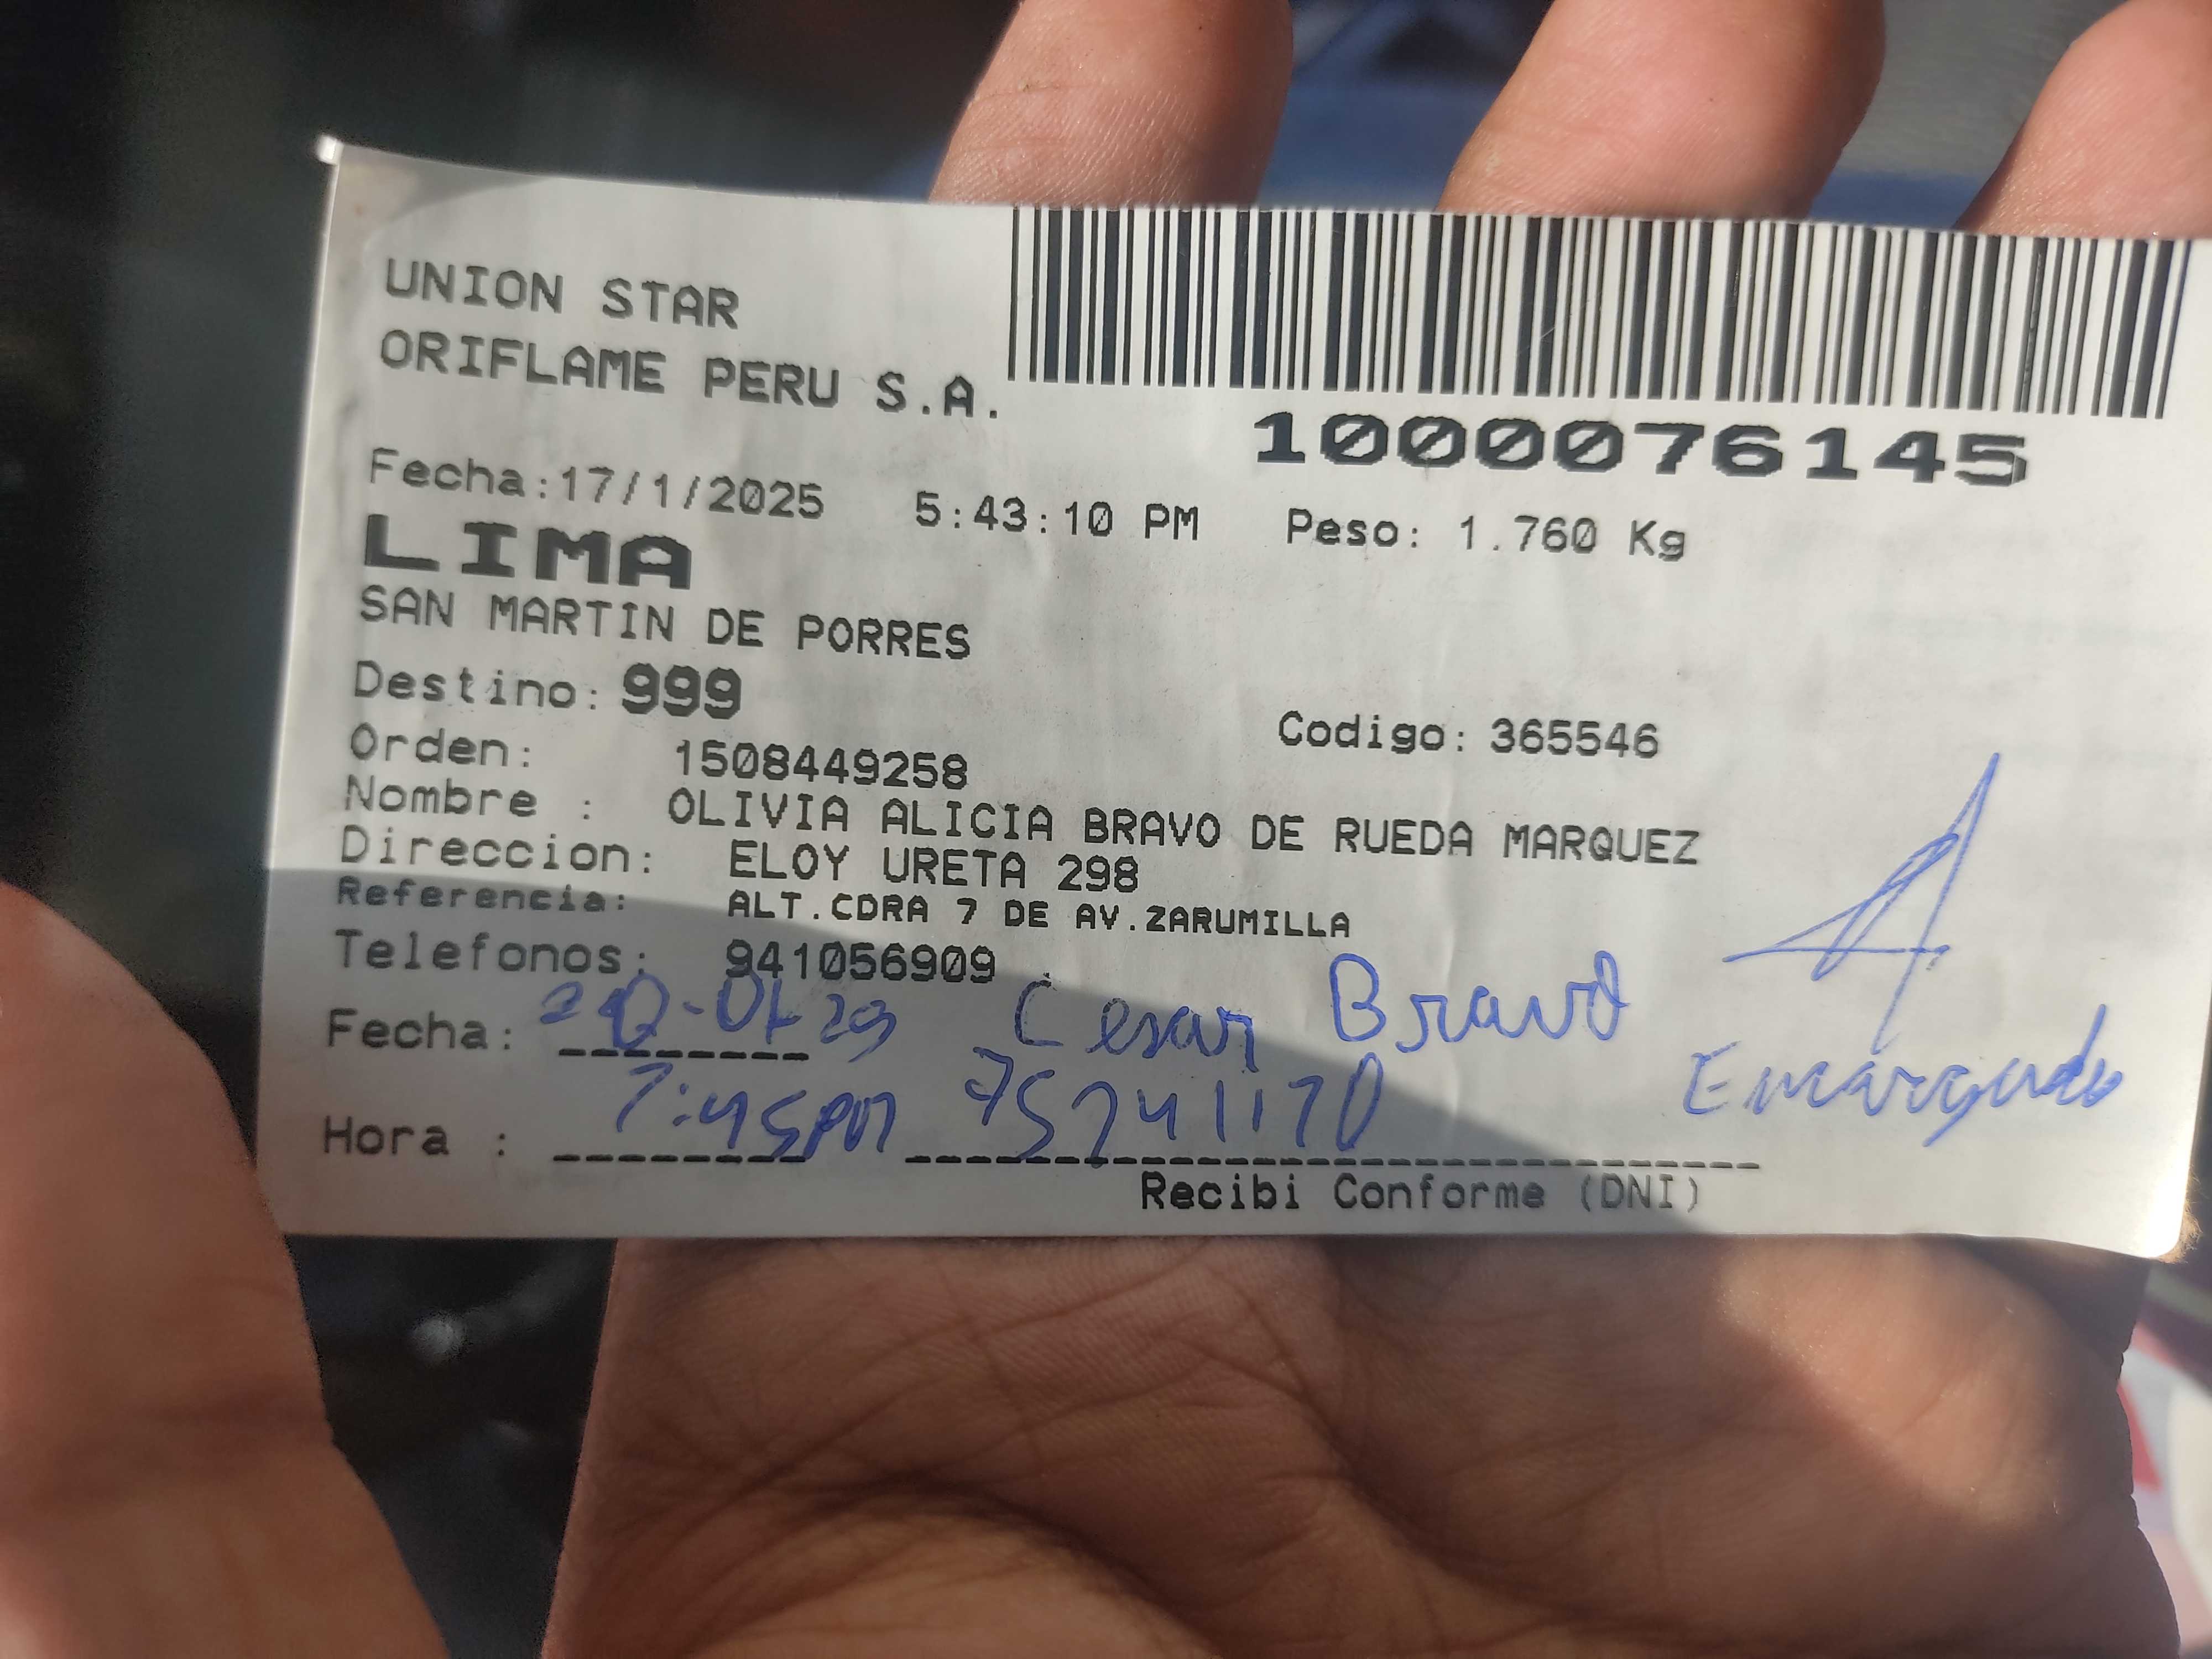 UNION STAR
ORIFLAME PERU S.A.
1000076145
Fecha:17/1/2025 5:43:10 PM Peso: 1.760 Kg
LIMA
SAN MARTIN DE PORRES
Destino: 999
Codigo: 365546
Orden: 1508449258
Nombre : OLIVIA ALICIA BRAVO DE RUEDA MARQUEZ
Direccion: ELOY URETA 298
Referencia: ALT.CDRA 7 DE AV.ZARUMILLA
Telefonos: 941056909
Fecha: Cesar Bravo
Hora : 7:45pm
Recibi Conforme (DNI)